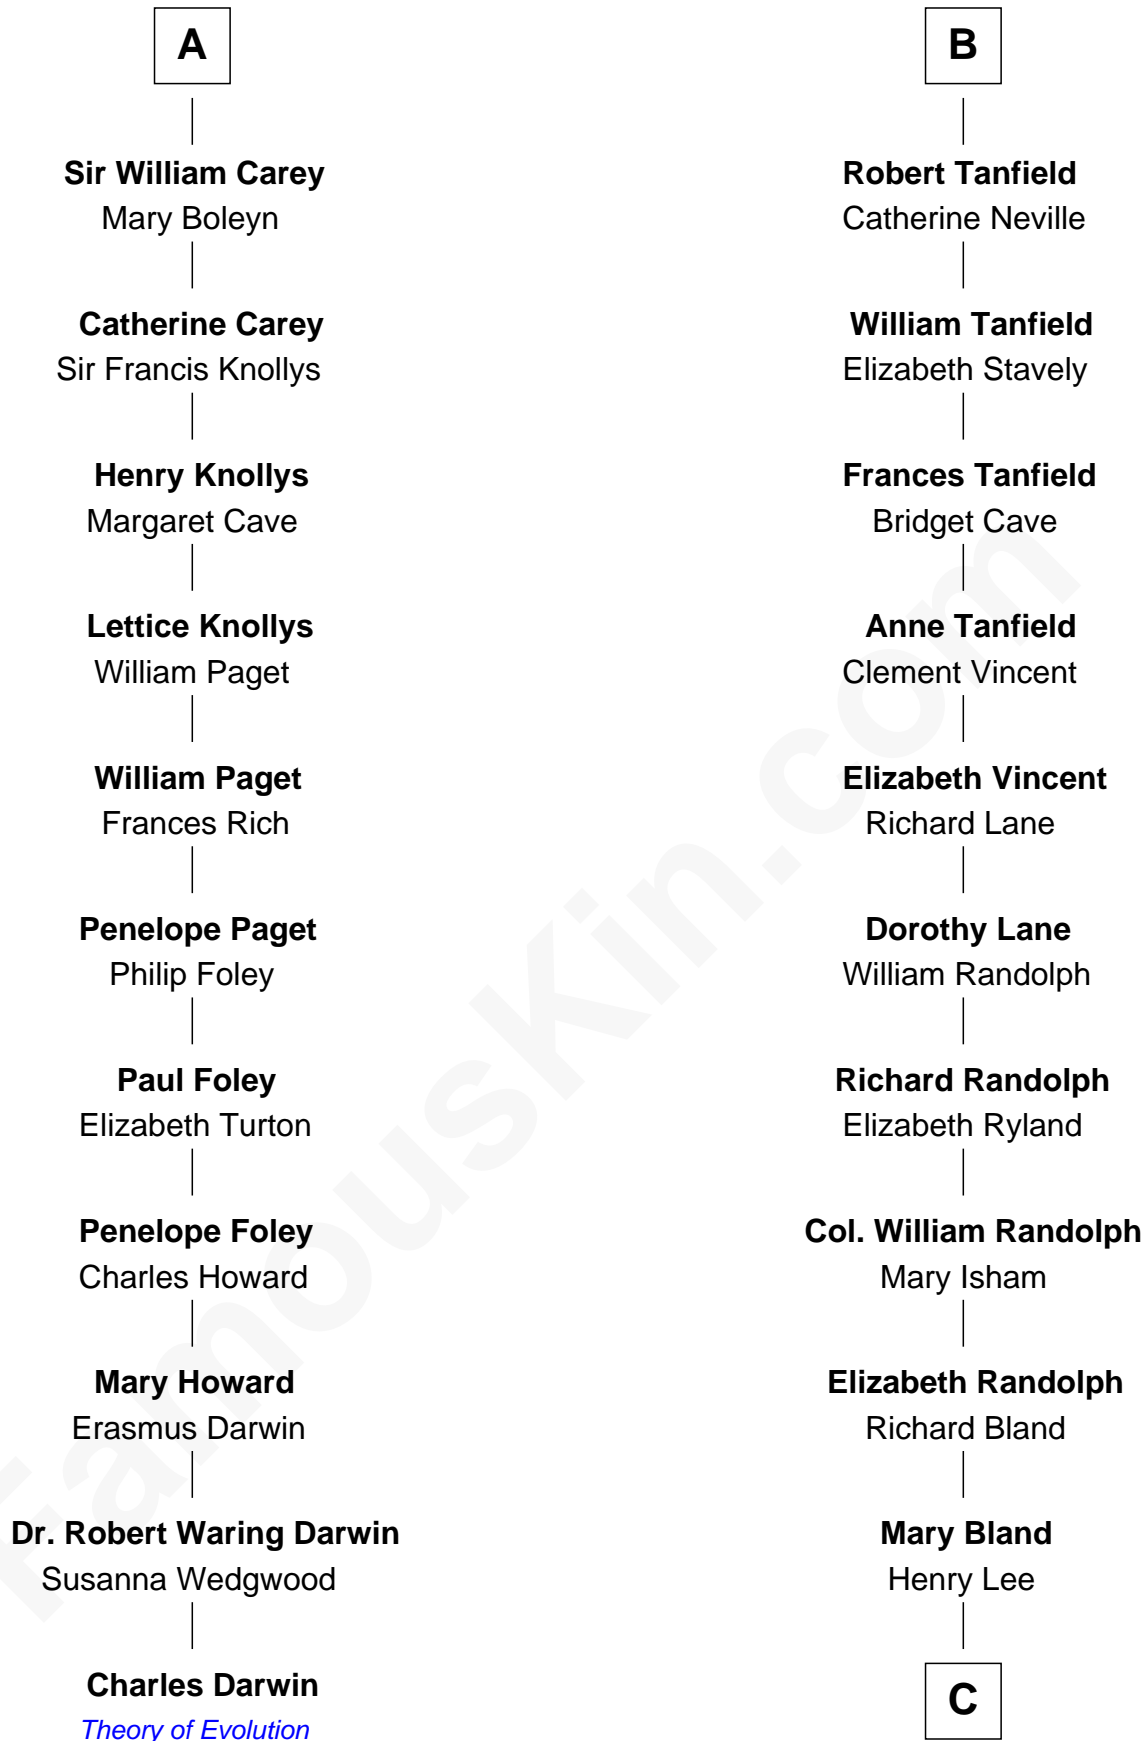 A
Sir William Carey
Mary Boleyn
Catherine Carey
Sir Francis Knollys
Henry Knollys
Margaret Cave
Lettice Knollys
William Paget
William Paget
Frances Rich
Penelope Paget
Philip Foley
Paul Foley
Elizabeth Turton
Penelope Foley
Charles Howard
Mary Howard
Erasmus Darwin
Dr. Robert Waring Darwin
Susanna Wedgwood
Charles Darwin
Theory of Evolution
B
Robert Tanfield
Catherine Neville
William Tanfield
Elizabeth Stavely
Frances Tanfield
Bridget Cave
Anne Tanfield
Clement Vincent
Elizabeth Vincent
Richard Lane
Dorothy Lane
William Randolph
Richard Randolph
Elizabeth Ryland
Col. William Randolph
Mary Isham
Elizabeth Randolph
Richard Bland
Mary Bland
Henry Lee
C
FamousKin.com